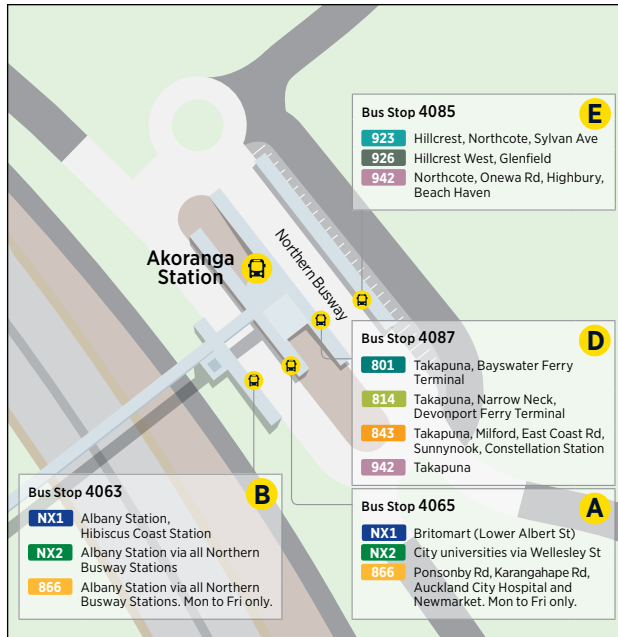 Bus Stop 4085
E
923 Hillcrest, Northcote, Sylvan Ave
926 Hillcrest West, Glenfield
942 Northcote, Onewa Rd, Highbury,
Beach Haven
Akoranga
Station
Northern Busway
Bus Stop 4087
D
801 Takapuna, Bayswater Ferry
Terminal
814 Takapuna, Narrow Neck,
Devonport Ferry Terminal
843 Takapuna, Milford, East Coast Rd,
Sunnynook, Constellation Station
942 Takapuna
Bus Stop 4063
B
NX1 Albany Station,
Hibiscus Coast Station
NX2 Albany Station via all Northern
Busway Stations
866 Albany Station via all Northern
Busway Stations. Mon to Fri only.
Bus Stop 4065
A
NX1 Britomart (Lower Albert St)
NX2 City universities via Wellesley St
866 Ponsonby Rd, Karangahape Rd,
Auckland City Hospital and
Newmarket. Mon to Fri only.